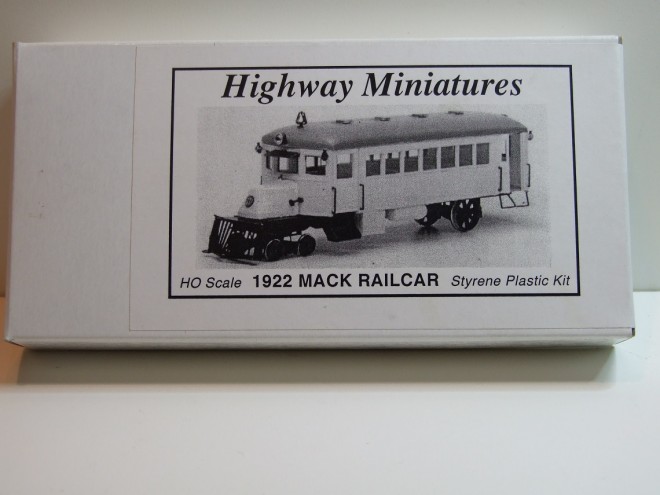 Highway Miniatures
HO Scale 1922 MACK RAILCAR Styrene Plastic Kit